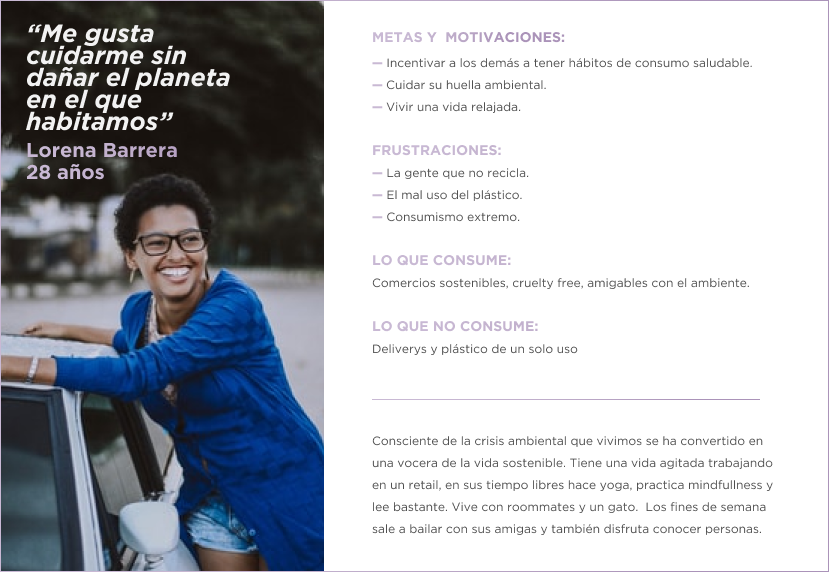 “Me gusta
cuidarme sin
dañar el planeta
en el que
habitamos”
Lorena Barrera
28 años
METAS Y MOTIVACIONES:
— Incentivar a los demás a tener hábitos de consumo saludable.
— Cuidar su huella ambiental.
— Vivir una vida relajada.
FRUSTRACIONES:
— La gente que no recicla.
— El mal uso del plástico.
— Consumismo extremo.
LO QUE CONSUME:
Comercios sostenibles, cruelty free, amigables con el ambiente.
LO QUE NO CONSUME:
Deliverys y plástico de un solo uso
Consciente de la crisis ambiental que vivimos se ha convertido en
una vocera de la vida sostenible. Tiene una vida agitada trabajando
en un retail, en sus tiempo libres hace yoga, practica mindfullness y
lee bastante. Vive con roommates y un gato. Los fines de semana
sale a bailar con sus amigas y también disfruta conocer personas.